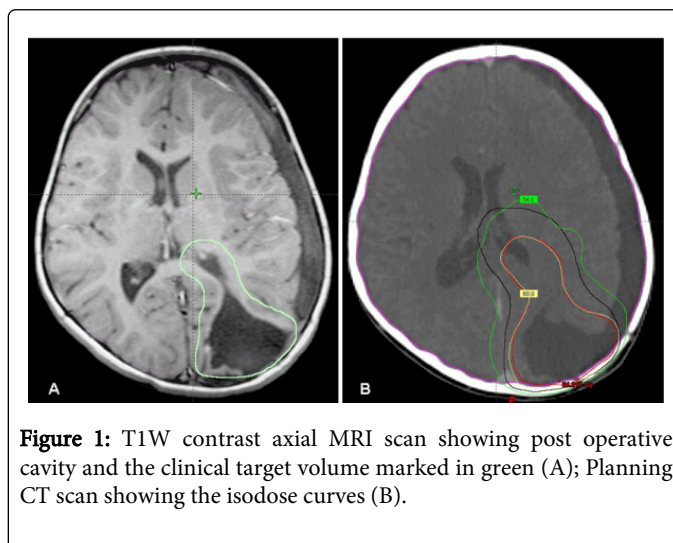 54.0
60.0
A
B
Figure 1: T1W contrast axial MRI scan showing post operative
cavity and the clinical target volume marked in green (A); Planning
CT scan showing the isodose curves (B).